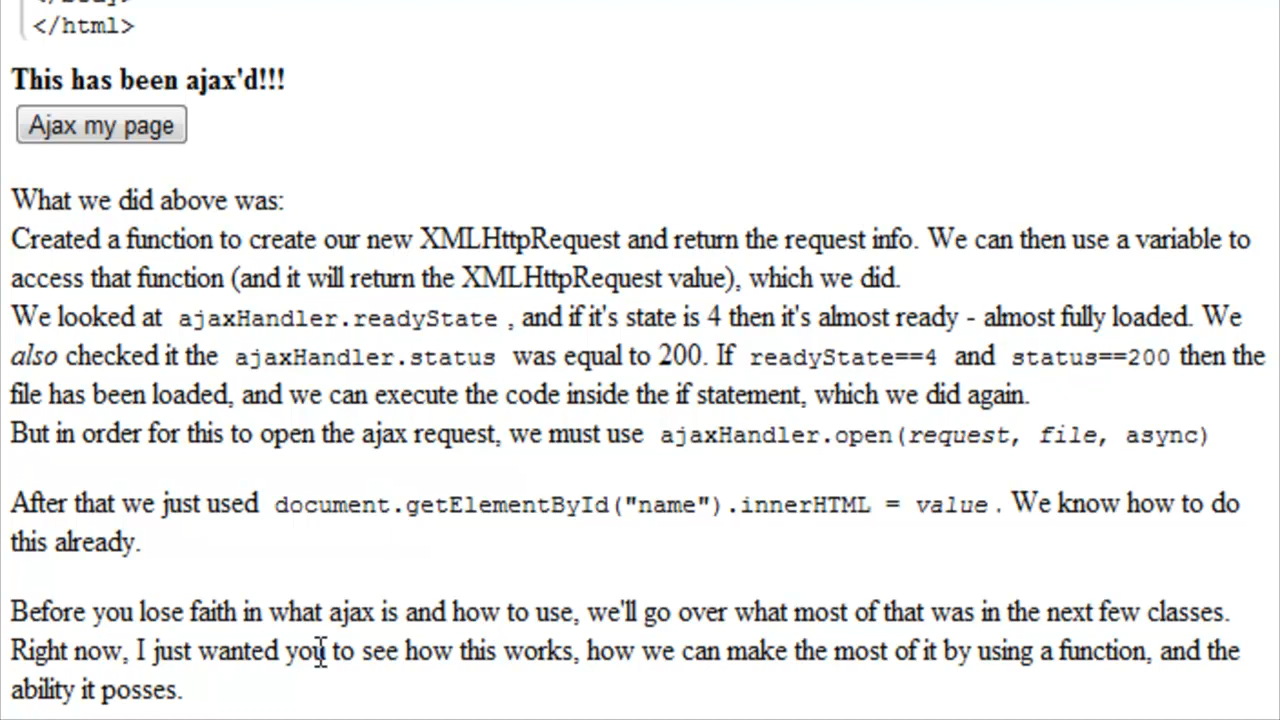 </html>
This has been ajax'd!!!
Ajax my page
What we did above was:
Created a function to create our new XMLHttpRequest and return the request info. We can then use a variable to
access that function (and it will return the XMLHttpRequest value), which we did.
We looked at ajaxHandler.readyState , and if it's state is 4 then it's almost ready - almost fully loaded. We
also checked it the ajaxHandler.status was equal to 200. If readyState==4 and status==200 then the
file has been loaded, and we can execute the code inside the if statement, which we did again.
But in order for this to open the ajax request, we must use ajaxHandler.open(request, file, async)
After that we just used document.getElementById("name").innerHTML = value . We know how to do
this already.
Before you lose faith in what ajax is and how to use, we'll go over what most of that was in the next few classes.
Right now, I just wanted you to see how this works, how we can make the most of it by using a function, and the
ability it posses.